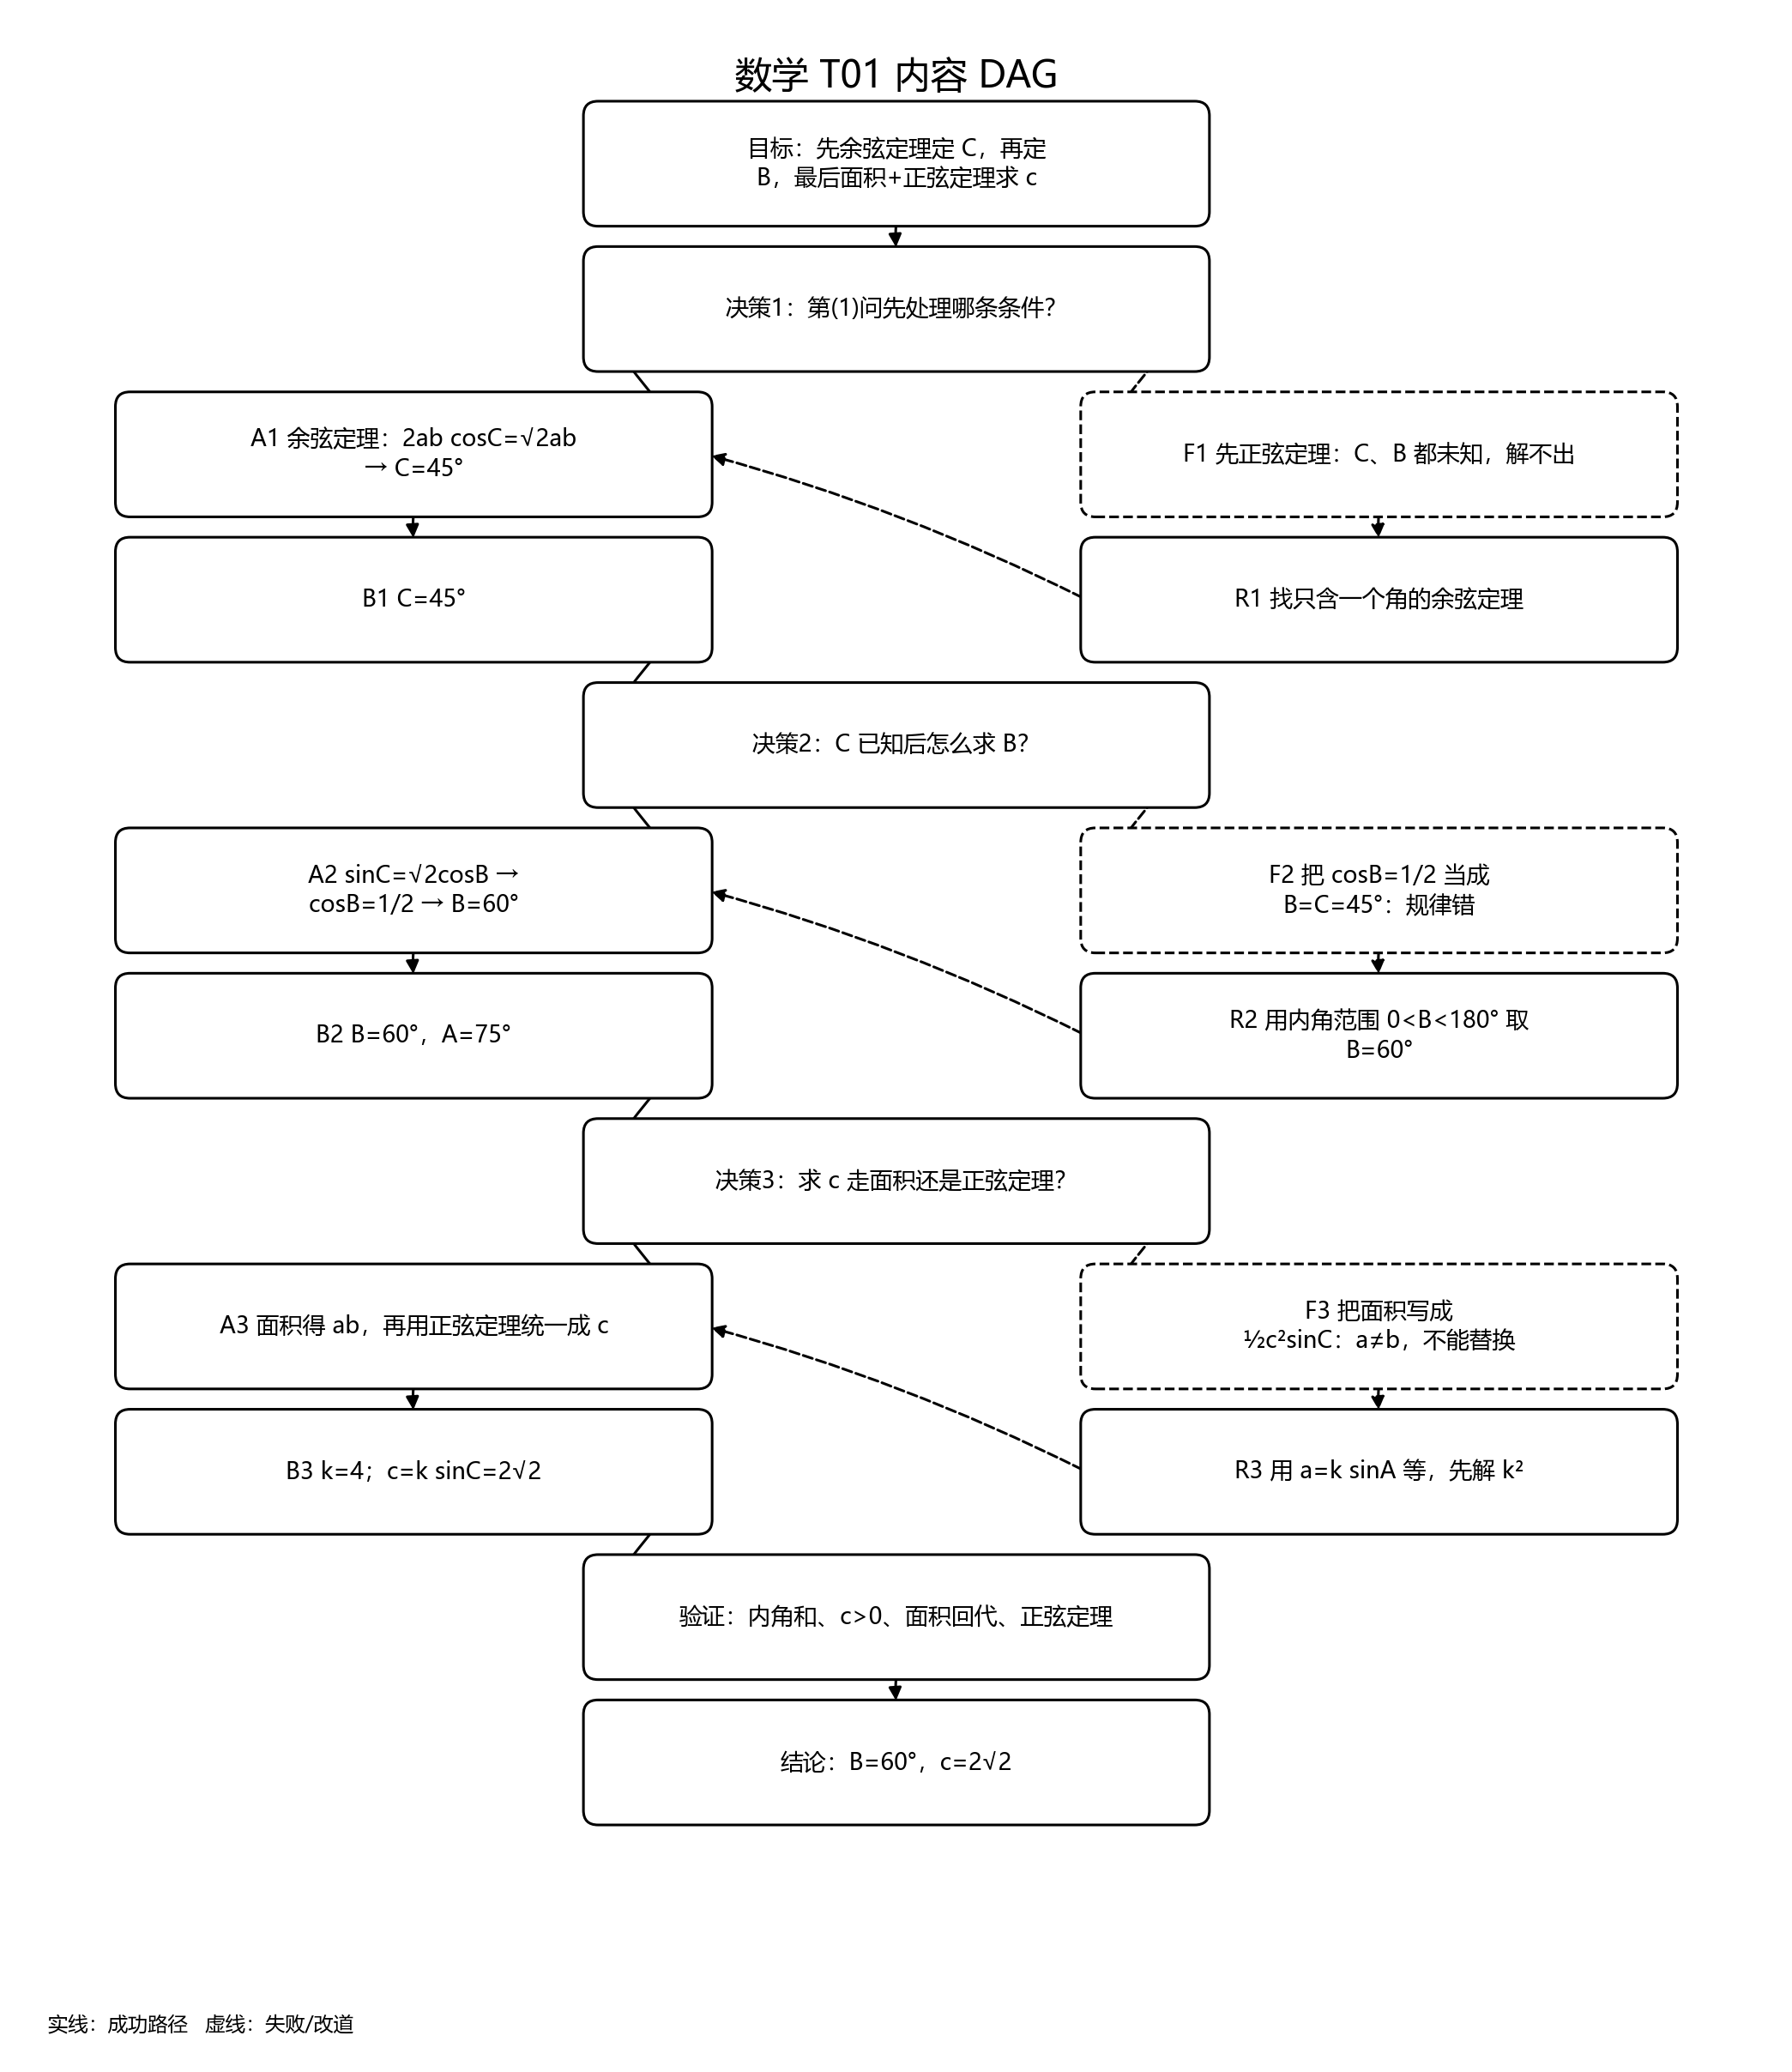 数学 T01 内容 DAG
目标：先余弦定理定 C，再定
B，最后面积+正弦定理求 c
决策1：第(1)问先处理哪条条件？
A1 余弦定理：2ab cosC=√2ab
→ C=45°
F1 先正弦定理：C、B 都未知，解不出
B1 C=45°
R1 找只含一个角的余弦定理
决策2：C 已知后怎么求 B？
A2 sinC=√2cosB →
cosB=1/2 → B=60°
F2 把 cosB=1/2 当成
B=C=45°：规律错
B2 B=60°，A=75°
R2 用内角范围 0<B<180° 取
B=60°
决策3：求 c 走面积还是正弦定理？
A3 面积得 ab，再用正弦定理统一成 c
F3 把面积写成
½c²sinC：a≠b，不能替换
B3 k=4；c=k sinC=2√2
R3 用 a=k sinA 等，先解 k²
验证：内角和、c>0、面积回代、正弦定理
结论：B=60°，c=2√2
实线：成功路径   虚线：失败/改道